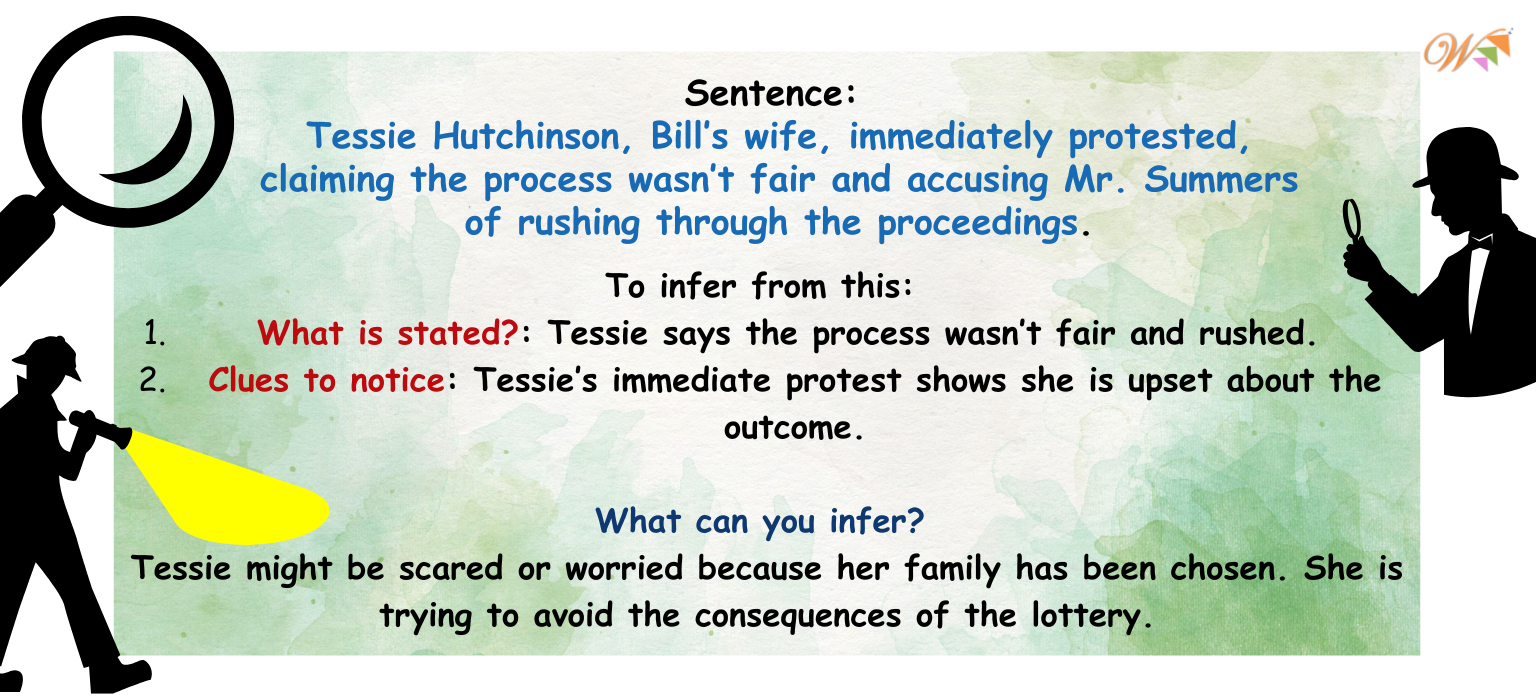 W
Sentence:
Tessie Hutchinson, Bill's wife, immediately protested,
claiming the process wasn't fair and accusing Mr. Summers
of rushing through the proceedings.
To infer from this:
1. What is stated?: Tessie says the process wasn't fair and rushed.
2. Clues to notice: Tessie's immediate protest shows she is upset about the
outcome.
What can you infer?
Tessie might be scared or worried because her family has been chosen. She is
trying to avoid the consequences of the lottery.